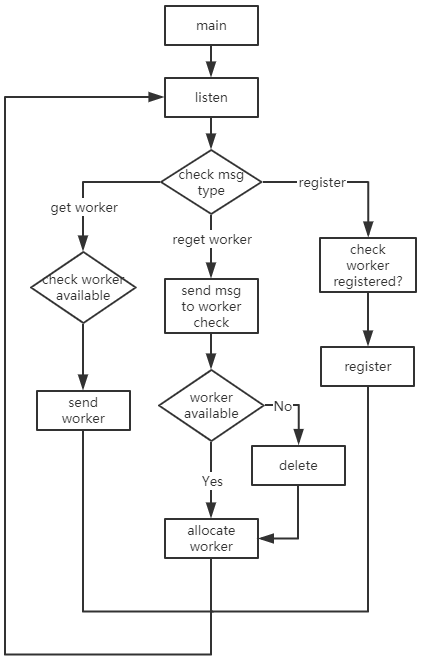 main
listen
check msg
type
register
get worker
reget worker
check
worker
registered?
check worker
available
send msg
to worker
check
register
worker
available
No
send
worker
delete
Yes
allocate
worker